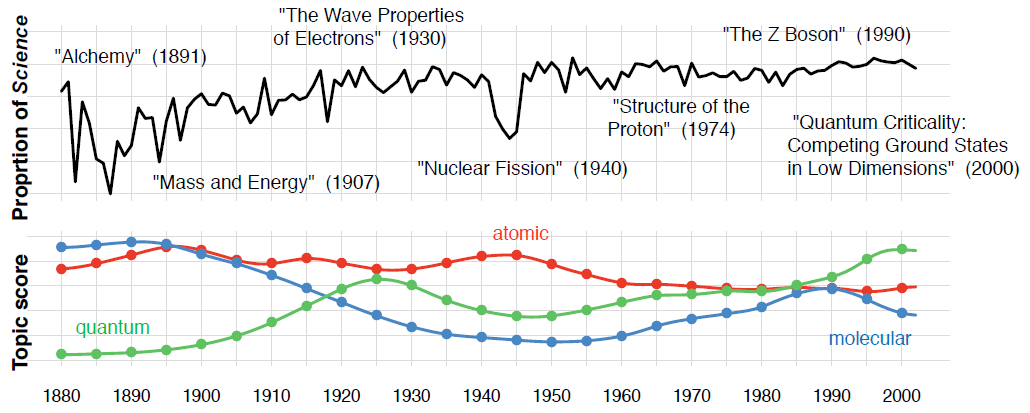 "The Wave Properties
of Electrons" (1930)
"The Z Boson" (1990)
"Alchemy" (1891)
Proprtion of Science
"Structure of the
Proton" (1974)
"Quantum Criticality:
Competing Ground States
in Low Dimensions" (2000)
"Nuclear Fission" (1940)
"Mass and Energy" (1907)
atomic
Topic score
quantum
molecular
1880 1890 1900 1910 1920 1930 1940 1950 1960 1970 1980 1990 2000